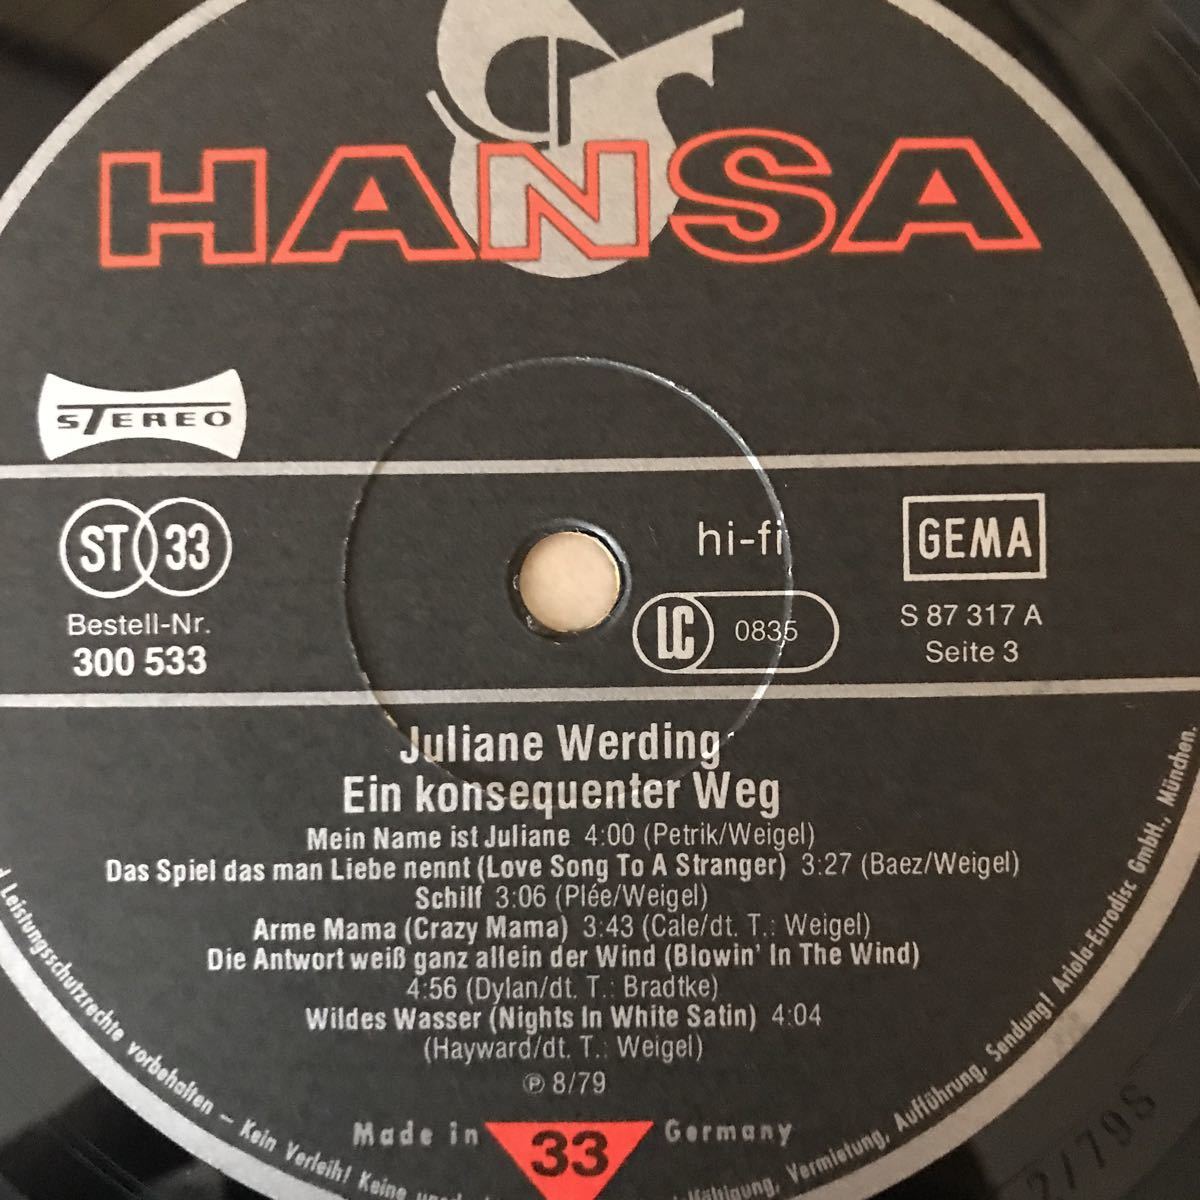 HANSA
STEREO
ST 33
Bestell-Nr.
300 533
hi-fi
LC 0835
GEMA
S 87 317 A
Seite 3
Juliane Werding
Ein konsequenter Weg
Mein Name ist Juliane 4:00 (Petrik/Weigel)
Das Spiel das man Liebe nennt (Love Song To A Stranger) 3:27 (Baez/Weigel)
Schilf 3:06 (Plée/Weigel)
Arme Mama (Crazy Mama) 3:43 (Cale/dt. T.: Weigel)
Die Antwort weiß ganz allein der Wind (Blowin' In The Wind)
4:56 (Dylan/dt. T.: Bradtke)
Wildes Wasser (Nights In White Satin) 4:04
(Hayward/dt. T.: Weigel)
℗ 8/79
Made in 33 Germany
Leistungsschutzrechte vorbehalten – Kein Verleih! Keine
Vermietung, Aufführung, Sendung! Ariola-Eurodisc GmbH., München.